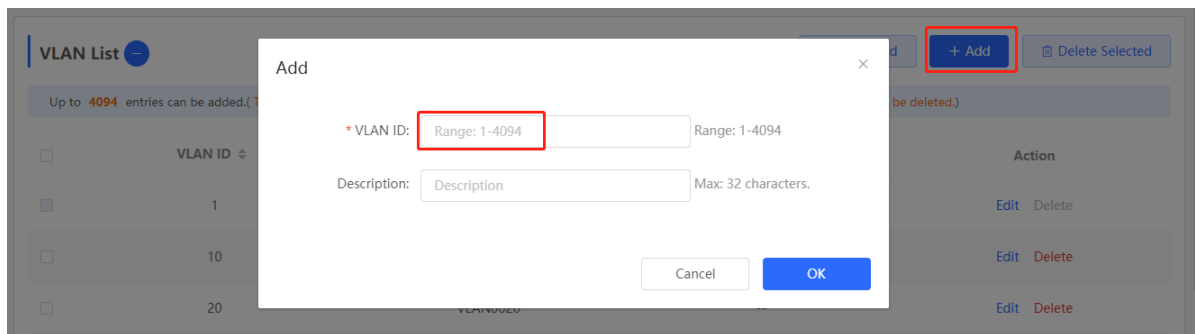 VLAN List
+ Add
Delete Selected
Add
Up to 4094 entries can be added.(
be deleted.)
* VLAN ID: Range: 1-4094 Range: 1-4094
VLAN ID Action
Description: Description Max: 32 characters.
1 Edit Delete
10 Edit Delete
Cancel OK
20 VLAN0020 -- Edit Delete